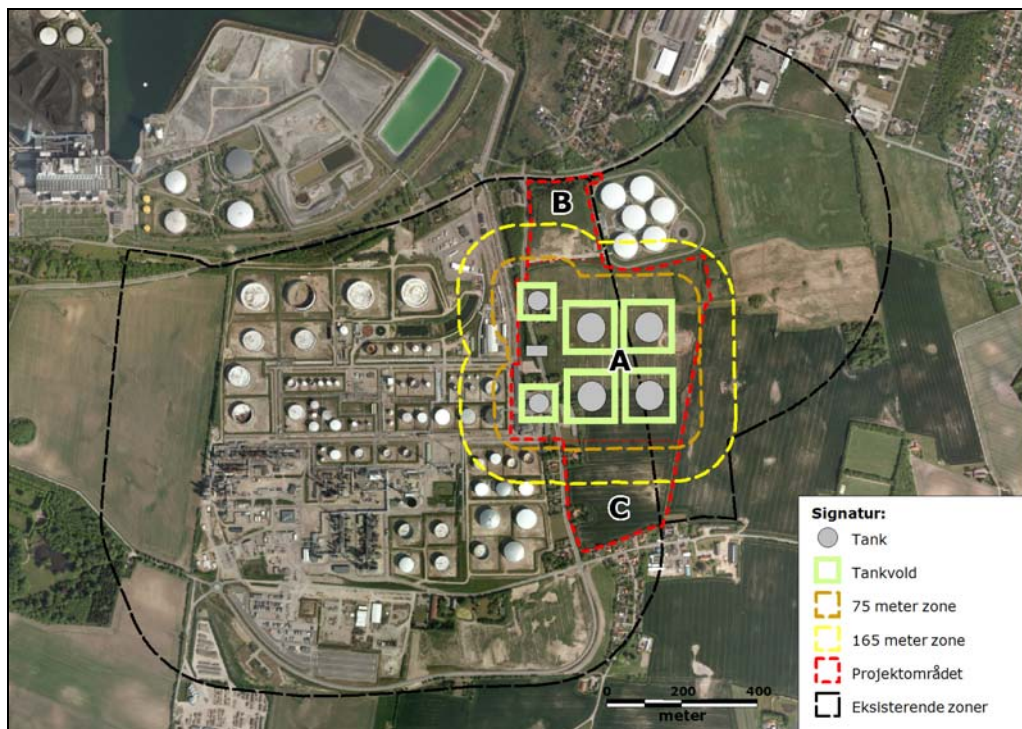 B
A
C
Signatur:
Tank
Tankvold
75 meter zone
165 meter zone
Projektområdet
Eksisterende zoner
0 200 400
meter